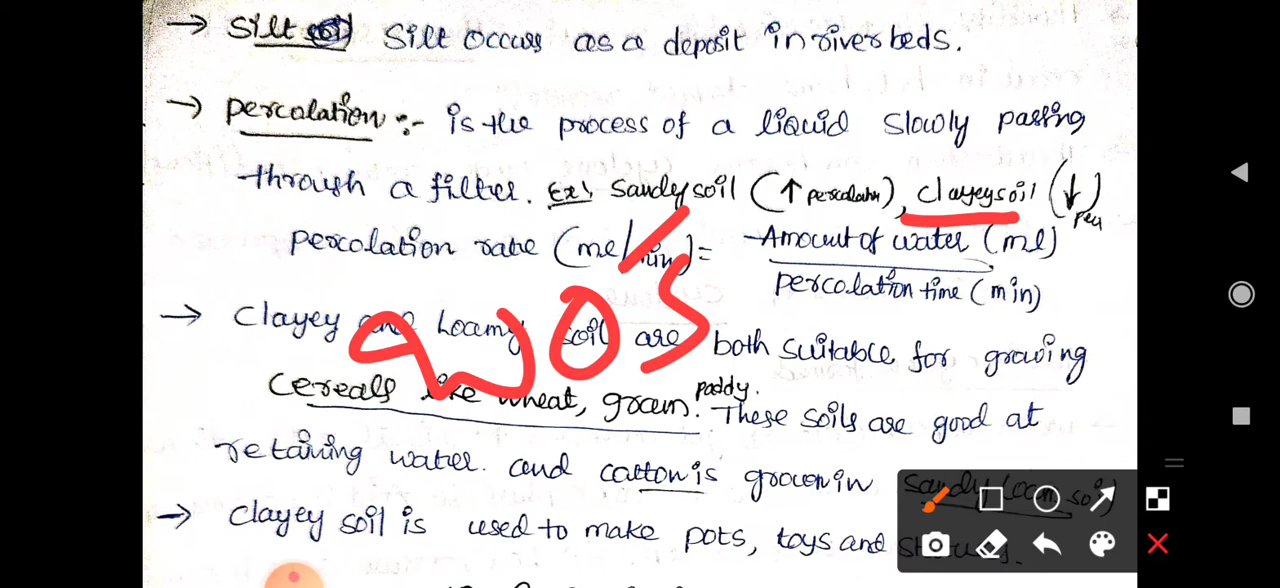 → Silt Silt occurs as a deposit in river beds.
→ Percolation :- is the process of a liquid slowly passing
through a filter. Ex:- Sandy soil (↑ percolatn), clayey soil (↓)
percolation rate (ml/min) = Amount of water (ml)
percolation time (min)
→ Clayey and Loamy soil are both suitable for growing
cereals like wheat, gram. paddy.
These soils are good at
retaining water. and cotton is grown in sandy loam soil
→ Clayey soil is used to make pots, toys and